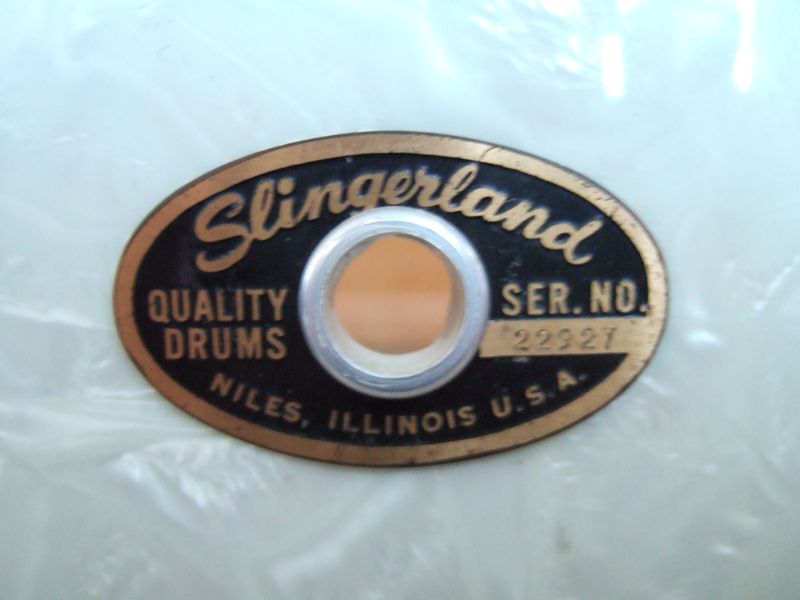 Slingerland
QUALITY
DRUMS
SER. NO.
22927
NILES, ILLINOIS U.S.A.